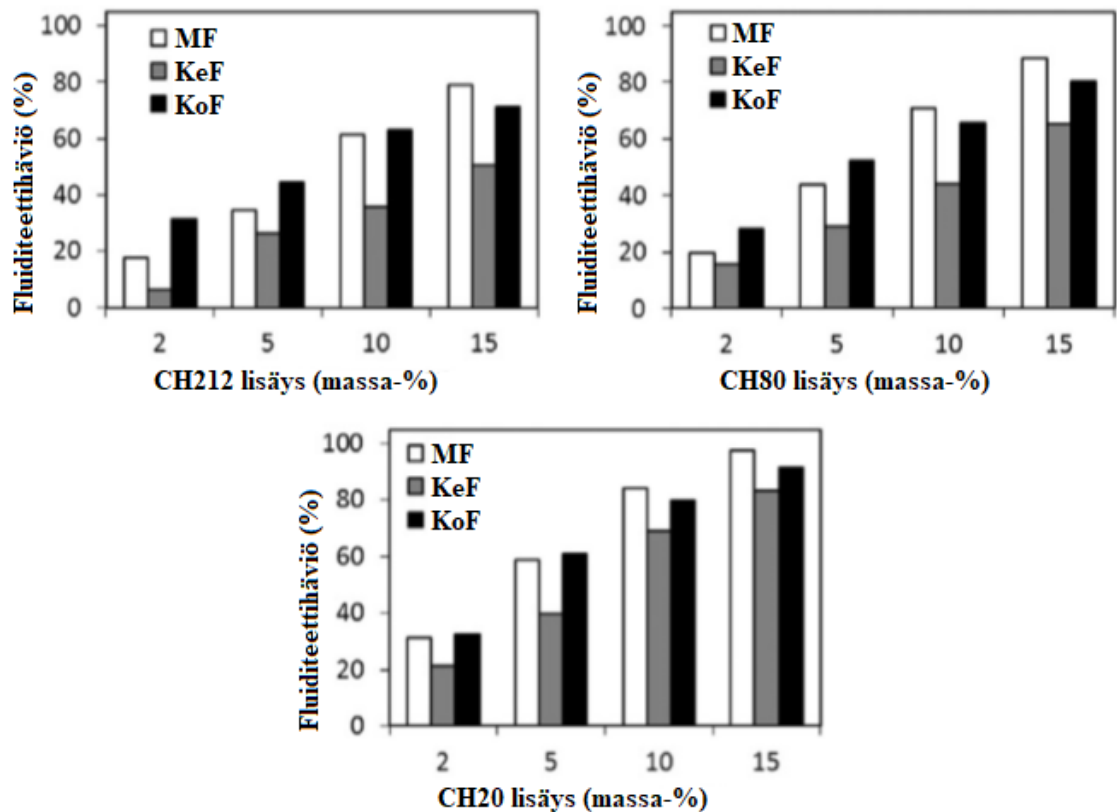 Fluiditeettihäviö (%)
100
80
60
40
20
0
MF
KeF
KoF
2 5 10 15
CH212 lisäys (massa-%)
Fluiditeettihäviö (%)
100
80
60
40
20
0
MF
KeF
KoF
2 5 10 15
CH80 lisäys (massa-%)
Fluiditeettihäviö (%)
100
80
60
40
20
0
MF
KeF
KoF
2 5 10 15
CH20 lisäys (massa-%)